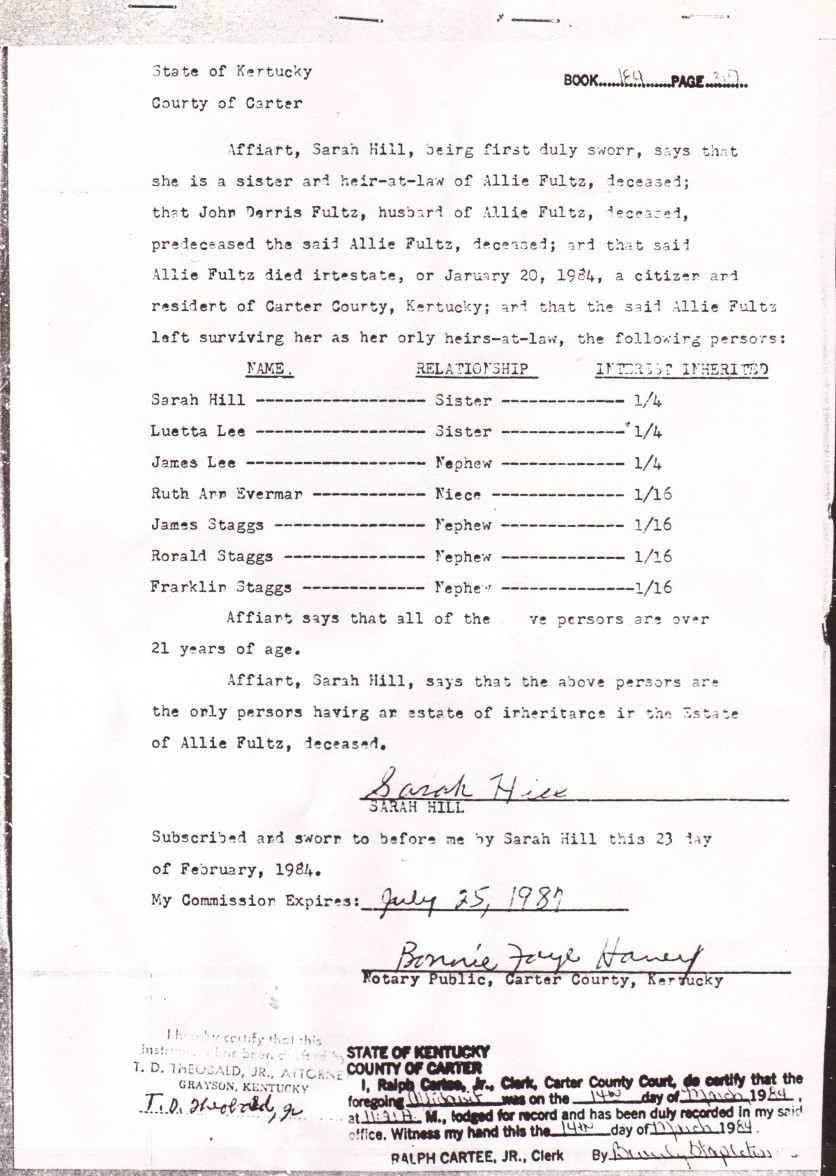 State of Kentucky
BOOK......184......PAGE..317..
County of Carter
Affiant, Sarah Hill, being first duly sworn, says that
she is a sister and heir-at-law of Allie Fultz, deceased;
that John Dennis Fultz, husband of Allie Fultz, deceased,
predeceased the said Allie Fultz, deceased; and that said
Allie Fultz died intestate, on January 20, 1984, a citizen and
resident of Carter County, Kentucky; and that the said Allie Fultz
left surviving her as her only heirs-at-law, the following persons:
NAME. RELATIONSHIP INTEREST INHERITED
Sarah Hill ------------------ Sister ------------- 1/4
Luetta Lee ------------------ Sister ------------- 1/4
James Lee ------------------- Nephew ------------- 1/4
Ruth Ann Everman ------------ Niece -------------- 1/16
James Staggs ---------------- Nephew ------------- 1/16
Ronald Staggs --------------- Nephew ------------- 1/16
Franklin Staggs ------------- Nephew --------------1/16
Affiant says that all of the ve persons are over
21 years of age.
Affiant, Sarah Hill, says that the above persons are
the only persons having an estate of inheritance in the Estate
of Allie Fultz, deceased.
Sarah Hill
SARAH HILL
Subscribed and sworn to before me by Sarah Hill this 23 day
of February, 1984.
My Commission Expires: July 25, 1987
Bonnie Faye Haney
Notary Public, Carter County, Kentucky
I hereby certify that this
instrument has been drafted by
T. D. THEOBALD, JR., ATTORNE
GRAYSON, KENTUCKY
T.D. Theobald, Jr
STATE OF KENTUCKY
COUNTY OF CARTER
I, Ralph Cartee, Jr., Clerk, Carter County Court, do certify that the
foregoing Affidavit was on the 14th day of March, 1984,
at M., lodged for record and has been duly recorded in my said
office. Witness my hand this the 14th day of March 1984.
RALPH CARTEE, JR., Clerk By Beverly Stapleton